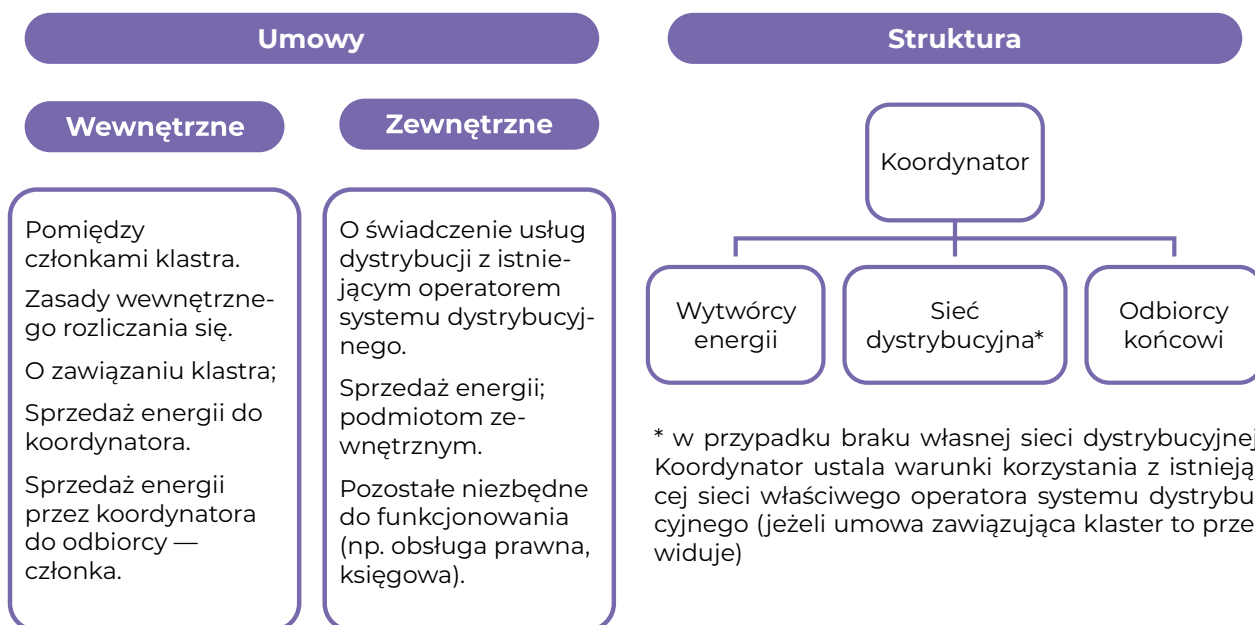 Umowy
Wewnętrzne
Pomiędzy
członkami klastra.
Zasady wewnętrzne-
go rozliczania się.
O zawiązaniu klastra;
Sprzedaż energii do
koordynatora.
Sprzedaż energii
przez koordynatora
do odbiorcy —
członka.
Zewnętrzne
O świadczenie usług
dystrybucji z istnie-
jącym operatorem
systemu dystrybucyj-
nego.
Sprzedaż energii;
podmiotom ze-
wnętrznym.
Pozostałe niezbędne
do funkcjonowania
(np. obsługa prawna,
księgowa).
Struktura
Koordynator
Wytwórcy
energii
Sieć
dystrybucyjna*
Odbiorcy
końcowi
* w przypadku braku własnej sieci dystrybucyjnej
Koordynator ustala warunki korzystania z istnieją
cej sieci właściwego operatora systemu dystrybu
cyjnego (jeżeli umowa zawiązująca klaster to prze
widuje)